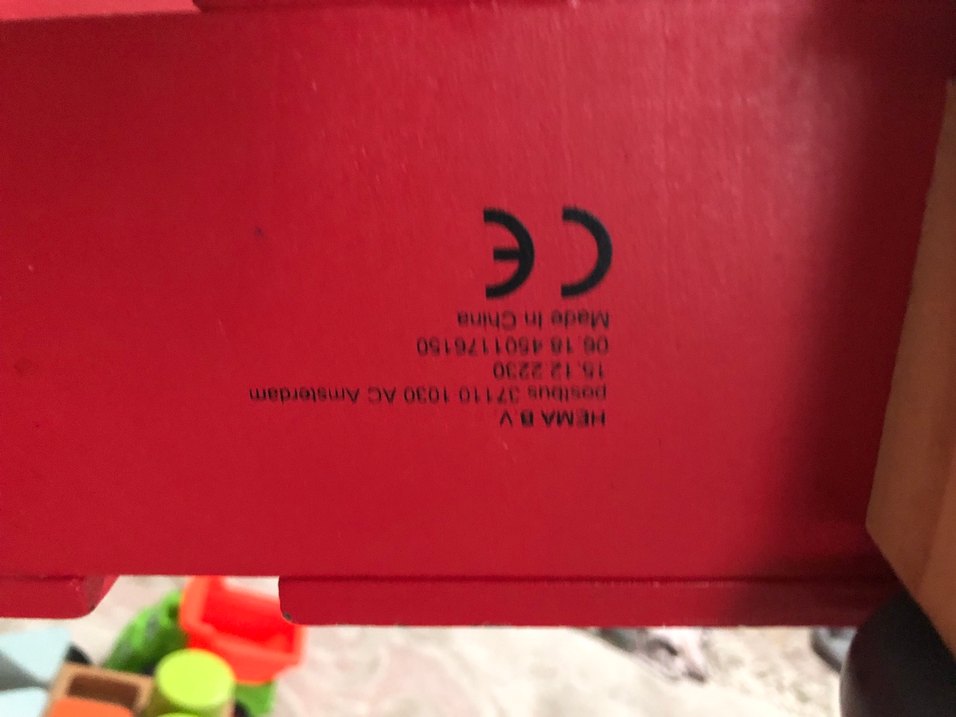 HEMA B V
postbus 37110 1030 AC Amsterdam
15.12.2230
06.18 4501176150
Made in China
CE